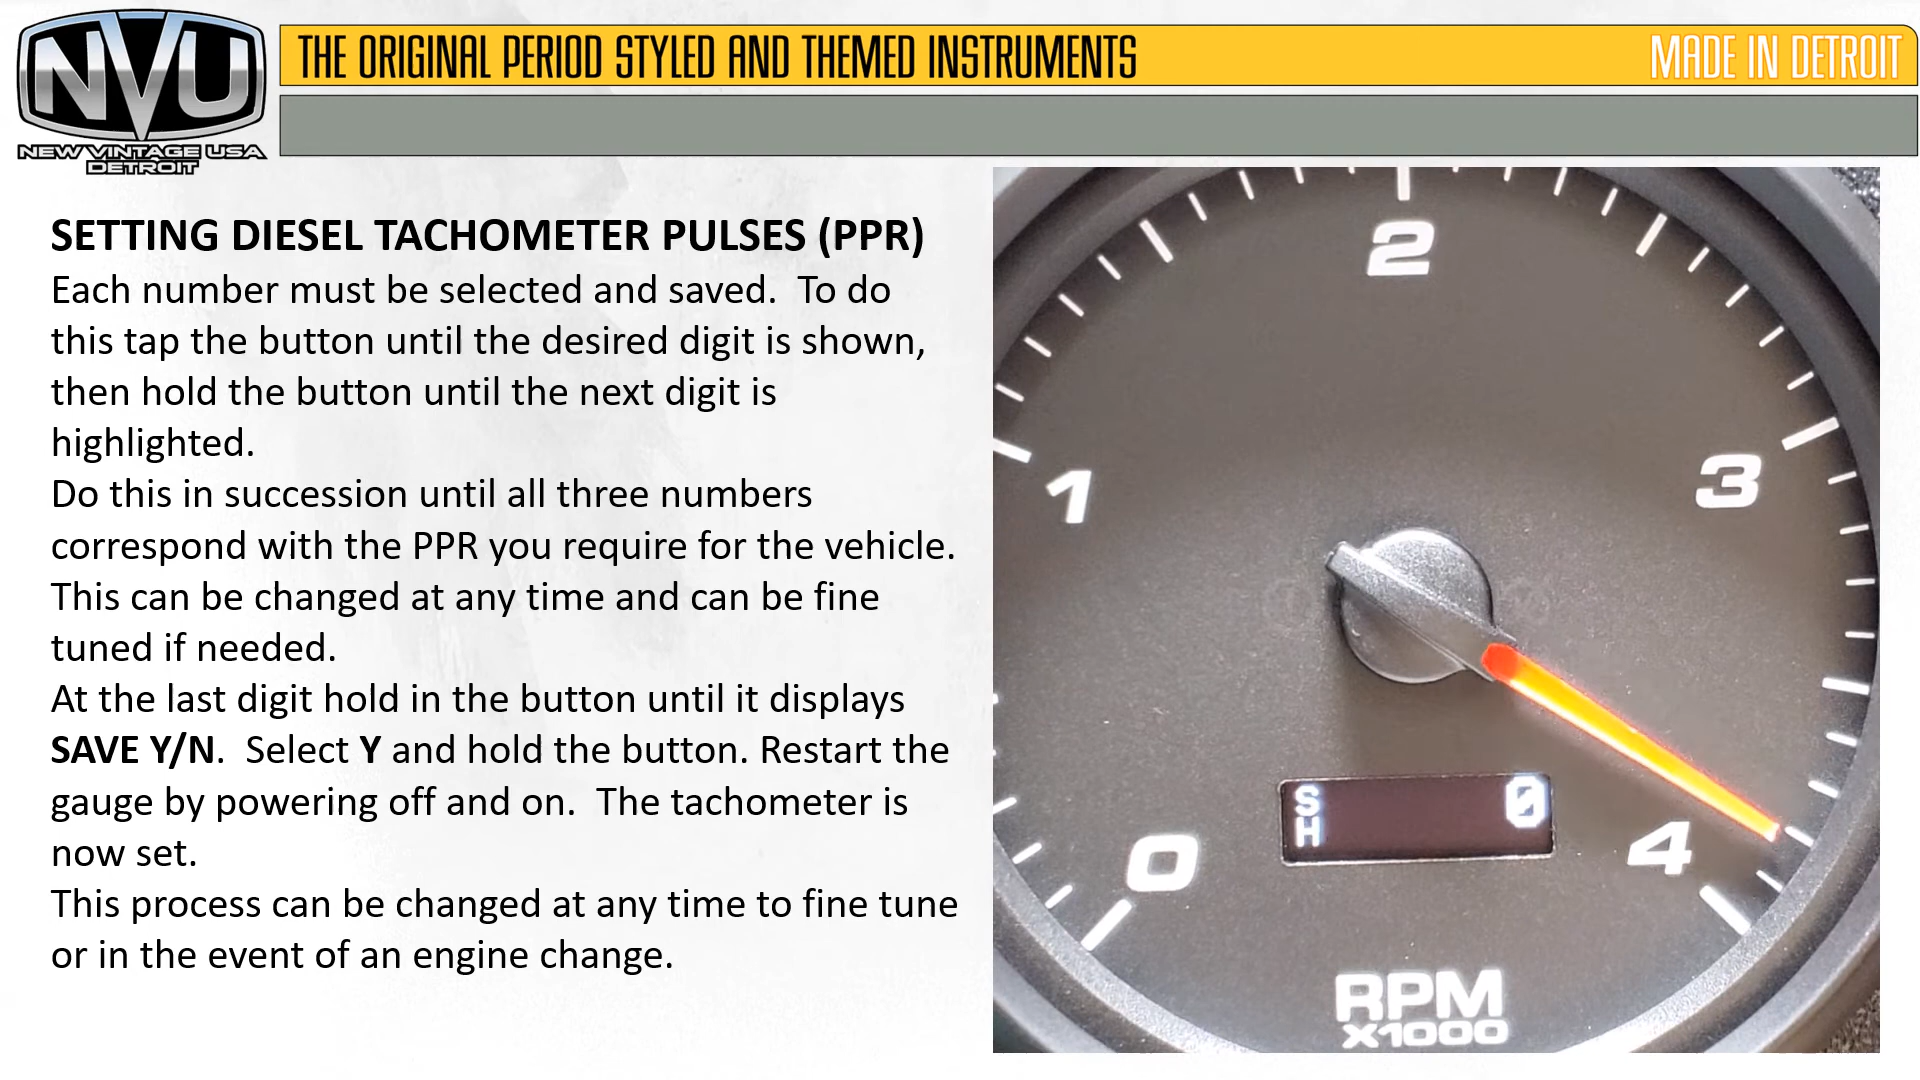 NVU
NEW VINTAGE USA
DETROIT
THE ORIGINAL PERIOD STYLED AND THEMED INSTRUMENTS
MADE IN DETROIT
SETTING DIESEL TACHOMETER PULSES (PPR)
Each number must be selected and saved.  To do
this tap the button until the desired digit is shown,
then hold the button until the next digit is
highlighted.
Do this in succession until all three numbers
correspond with the PPR you require for the vehicle.
This can be changed at any time and can be fine
tuned if needed.
At the last digit hold in the button until it displays
SAVE Y/N.  Select Y and hold the button. Restart the
gauge by powering off and on.  The tachometer is
now set.
This process can be changed at any time to fine tune
or in the event of an engine change.
2
1
3
0
4
S
H
0
RPM
X1000